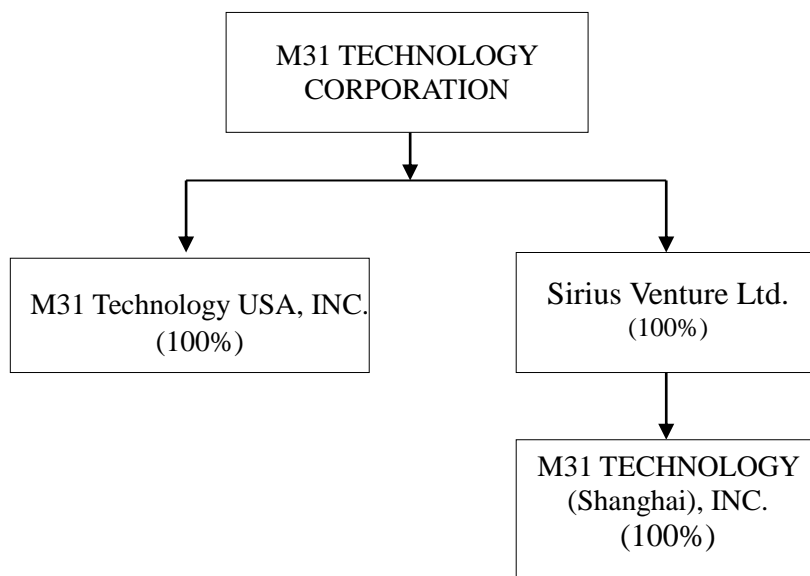 M31 TECHNOLOGY
CORPORATION
M31 Technology USA, INC.
(100%)
Sirius Venture Ltd.
(100%)
M31 TECHNOLOGY
(Shanghai), INC.
(100%)